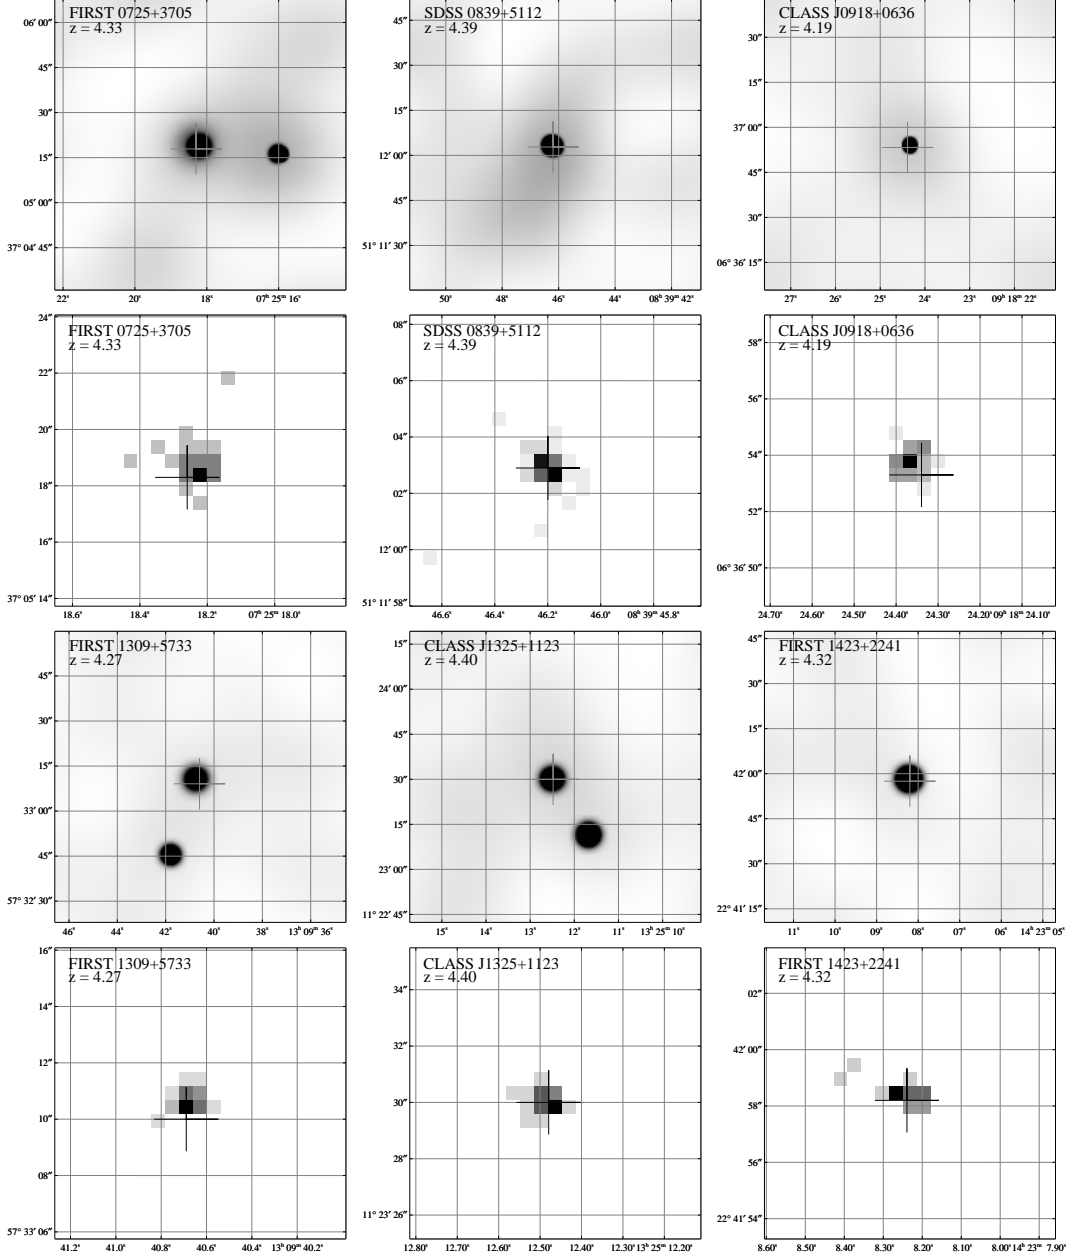 FIRST 0725+3705
z = 4.33
06′ 00″
45″
30″
15″
05′ 00″
37° 04′ 45″
22ˢ
20ˢ
18ˢ
07ʰ 25ᵐ 16ˢ
SDSS 0839+5112
z = 4.39
45″
30″
15″
12′ 00″
45″
51° 11′ 30″
50ˢ
48ˢ
46ˢ
44ˢ
08ʰ 39ᵐ 42ˢ
CLASS J0918+0636
z = 4.19
30″
15″
37′ 00″
45″
30″
06° 36′ 15″
27ˢ
26ˢ
25ˢ
24ˢ
23ˢ
09ʰ 18ᵐ 22ˢ
FIRST 0725+3705
z = 4.33
24″
22″
20″
18″
16″
37° 05′ 14″
18.6ˢ
18.4ˢ
18.2ˢ
07ʰ 25ᵐ 18.0ˢ
SDSS 0839+5112
z = 4.39
08″
06″
04″
02″
12′ 00″
51° 11′ 58″
46.6ˢ
46.4ˢ
46.2ˢ
46.0ˢ
08ʰ 39ᵐ 45.8ˢ
CLASS J0918+0636
z = 4.19
58″
56″
54″
52″
06° 36′ 50″
24.70ˢ
24.60ˢ
24.50ˢ
24.40ˢ
24.30ˢ
24.20ˢ
09ʰ 18ᵐ 24.10ˢ
FIRST 1309+5733
z = 4.27
45″
30″
15″
33′ 00″
45″
57° 32′ 30″
46ˢ
44ˢ
42ˢ
40ˢ
38ˢ
13ʰ 09ᵐ 36ˢ
CLASS J1325+1123
z = 4.40
15″
24′ 00″
45″
30″
15″
23′ 00″
11° 22′ 45″
15ˢ
14ˢ
13ˢ
12ˢ
11ˢ
13ʰ 25ᵐ 10ˢ
FIRST 1423+2241
z = 4.32
45″
30″
15″
42′ 00″
45″
30″
22° 41′ 15″
11ˢ
10ˢ
09ˢ
08ˢ
07ˢ
06ˢ
14ʰ 23ᵐ 05ˢ
FIRST 1309+5733
z = 4.27
16″
14″
12″
10″
08″
57° 33′ 06″
41.2ˢ
41.0ˢ
40.8ˢ
40.6ˢ
40.4ˢ
13ʰ 09ᵐ 40.2ˢ
CLASS J1325+1123
z = 4.40
34″
32″
30″
28″
11° 23′ 26″
12.80ˢ
12.70ˢ
12.60ˢ
12.50ˢ
12.40ˢ
12.30ˢ
13ʰ 25ᵐ 12.20ˢ
FIRST 1423+2241
z = 4.32
02″
42′ 00″
58″
56″
22° 41′ 54″
8.60ˢ
8.50ˢ
8.40ˢ
8.30ˢ
8.20ˢ
8.10ˢ
8.00ˢ
14ʰ 23ᵐ 7.90ˢ